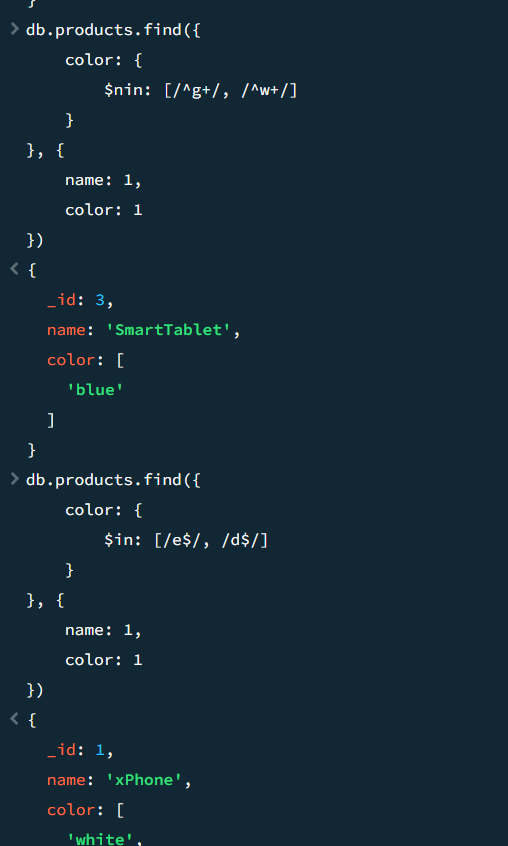 }
> db.products.find({
color: {
$nin: [/^g+/, /^w+/]
}
}, {
name: 1,
color: 1
})
< {
_id: 3,
name: 'SmartTablet',
color: [
'blue'
]
}
> db.products.find({
color: {
$in: [/e$/, /d$/]
}
}, {
name: 1,
color: 1
})
< {
_id: 1,
name: 'xPhone',
color: [
'white',